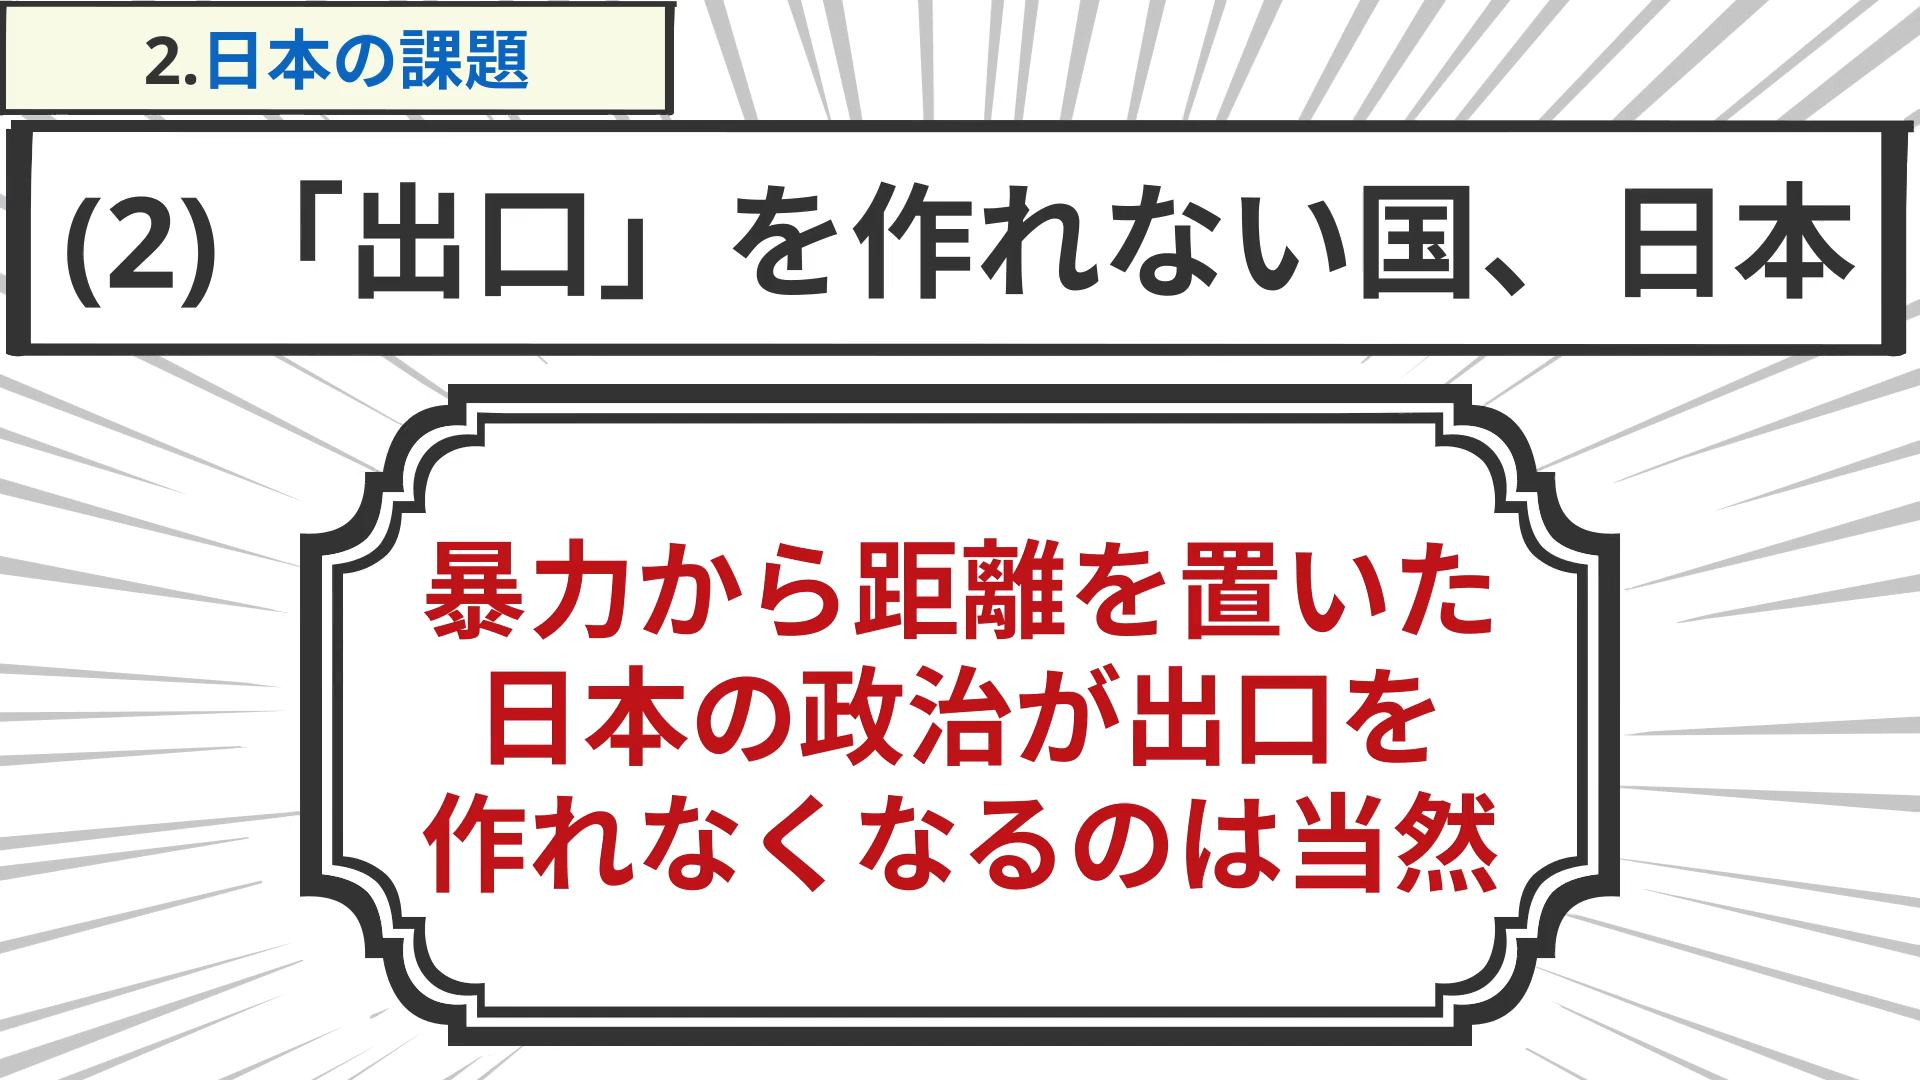 2.日本の課題
(2)「出口」を作れない国、日本
暴力から距離を置いた
日本の政治が出口を
作れなくなるのは当然